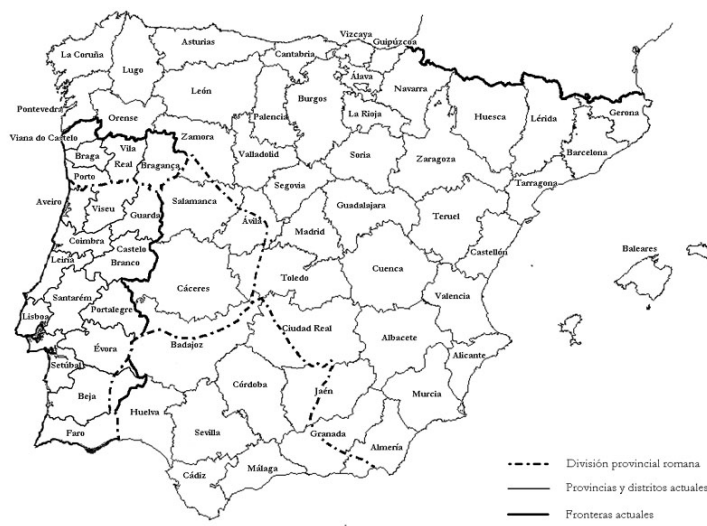 Vizcaya
Asturias
Guipúzcoa
La Coruña
Cantabria
Lugo
Álava
Navarra
León
Burgos
Pontevedra
Palencia
La Rioja
Huesca
Lérida
Gerona
Orense
Viana do Castelo
Zamora
Vila
Real
Braga
Bragança
Valladolid
Soria
Zaragoza
Barcelona
Porto
Segovia
Tarragona
Aveiro
Viseu
Guarda
Salamanca
Ávila
Guadalajara
Teruel
Madrid
Coimbra
Castelo
Branco
Castellón
Baleares
Leiria
Cáceres
Toledo
Cuenca
Santarém
Valencia
Lisboa
Portalegre
Ciudad Real
Évora
Badajoz
Albacete
Setúbal
Alicante
Beja
Córdoba
Jaén
Murcia
Huelva
Faro
Sevilla
Granada
Almería
Cádiz
Málaga
División provincial romana
Provincias y distritos actuales
Fronteras actuales